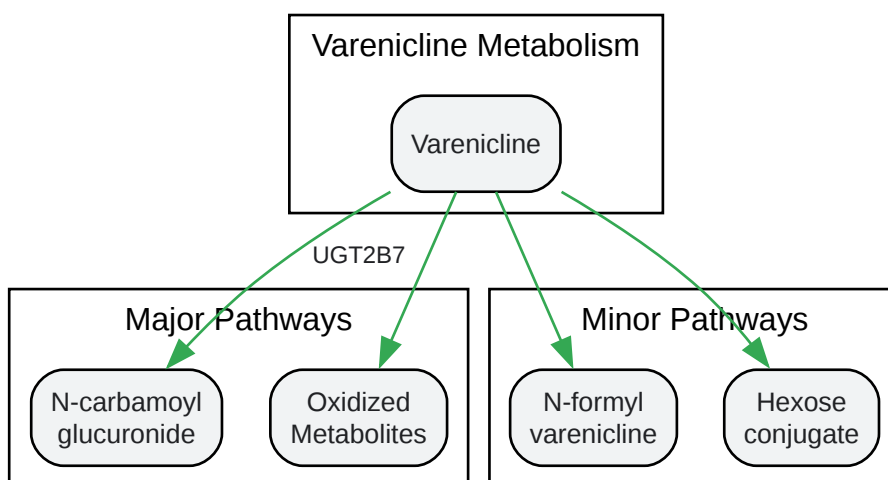 Varenicline Metabolism
Varenicline
UGT2B7
Major Pathways
Minor Pathways
N-carbamoyl
glucuronide
Oxidized
Metabolites
N-formyl
varenicline
Hexose
conjugate